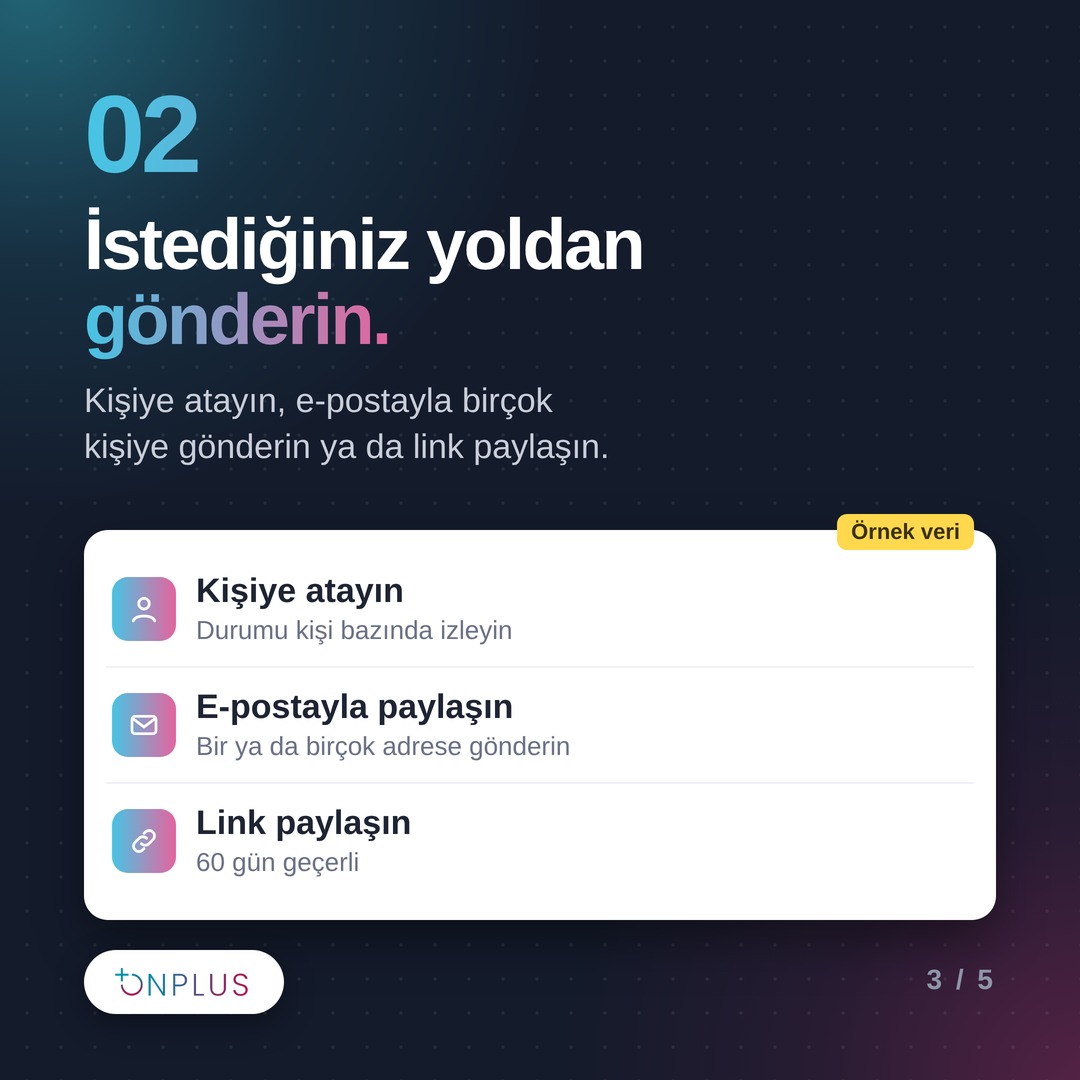 02
İstediğiniz yoldan
gönderin.
Kişiye atayın, e-postayla birçok
kişiye gönderin ya da link paylaşın.
Örnek veri
Kişiye atayın
Durumu kişi bazında izleyin
E-postayla paylaşın
Bir ya da birçok adrese gönderin
Link paylaşın
60 gün geçerli
ONPLUS
3 / 5